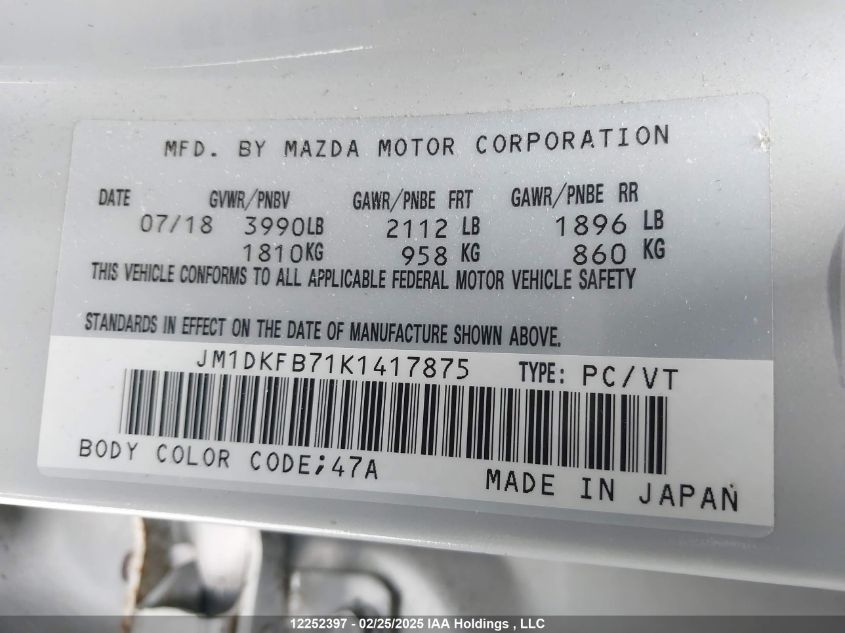 MFD. BY MAZDA MOTOR CORPORATION
DATE GVWR/PNBV GAWR/PNBE FRT GAWR/PNBE RR
07/18 3990LB 2112 LB 1896 LB
1810KG 958 KG 860 KG
THIS VEHICLE CONFORMS TO ALL APPLICABLE FEDERAL MOTOR VEHICLE SAFETY
STANDARDS IN EFFECT ON THE DATE OF MANUFACTURE SHOWN ABOVE.
JM1DKFB71K1417875 TYPE: PC/VT
BODY COLOR CODE;47A MADE IN JAPAN
12252397 - 02/25/2025 IAA Holdings , LLC